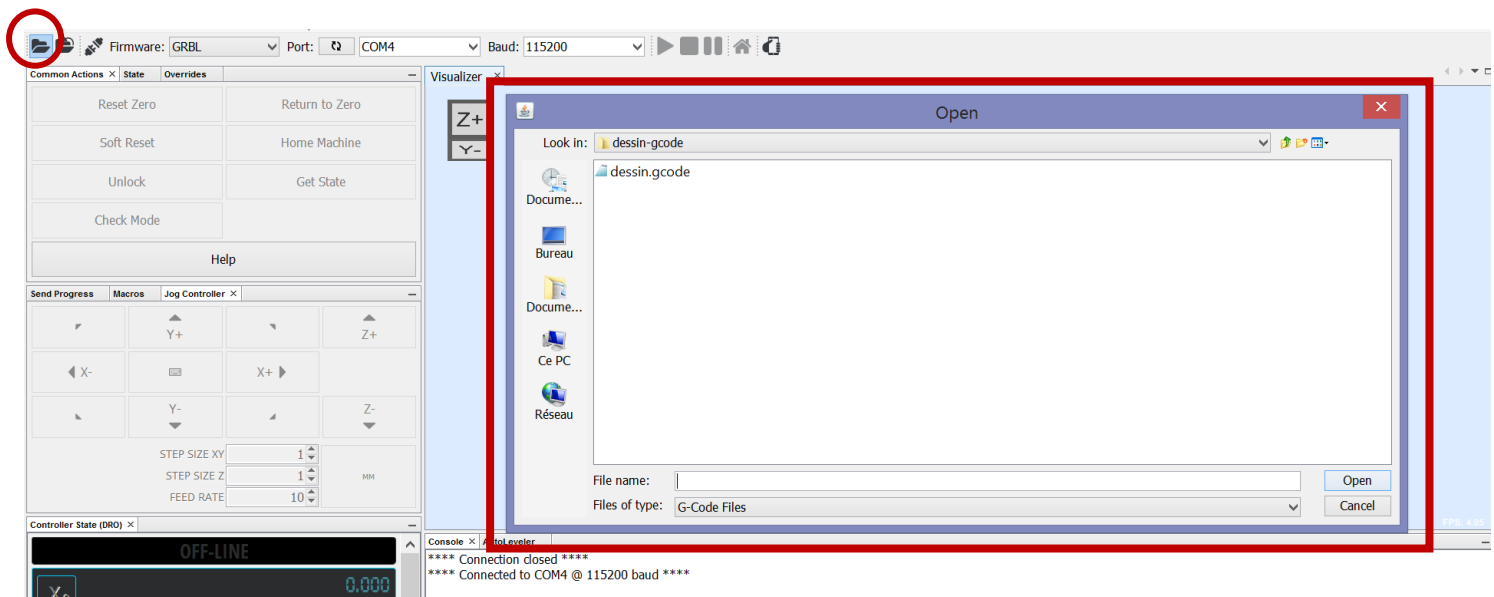 Firmware: GRBL Port: COM4 Baud: 115200
Common Actions × State Overrides
Reset Zero Return to Zero
Soft Reset Home Machine
Unlock Get State
Check Mode
Help
Send Progress Macros Jog Controller ×
Y+ Z+
X- X+
Y- Z-
STEP SIZE XY 1
STEP SIZE Z 1
MM
FEED RATE 10
Controller State (DRO) ×
OFF-LINE
X0 0.000
Visualizer ×
Z+
Y-
Open
Look in: dessin-gcode
dessin.gcode
Docume...
Bureau
Docume...
Ce PC
Réseau
File name: Open
Files of type: G-Code Files Cancel
FPS: 4.05
Console × AutoLeveler
**** Connection closed ****
**** Connected to COM4 @ 115200 baud ****